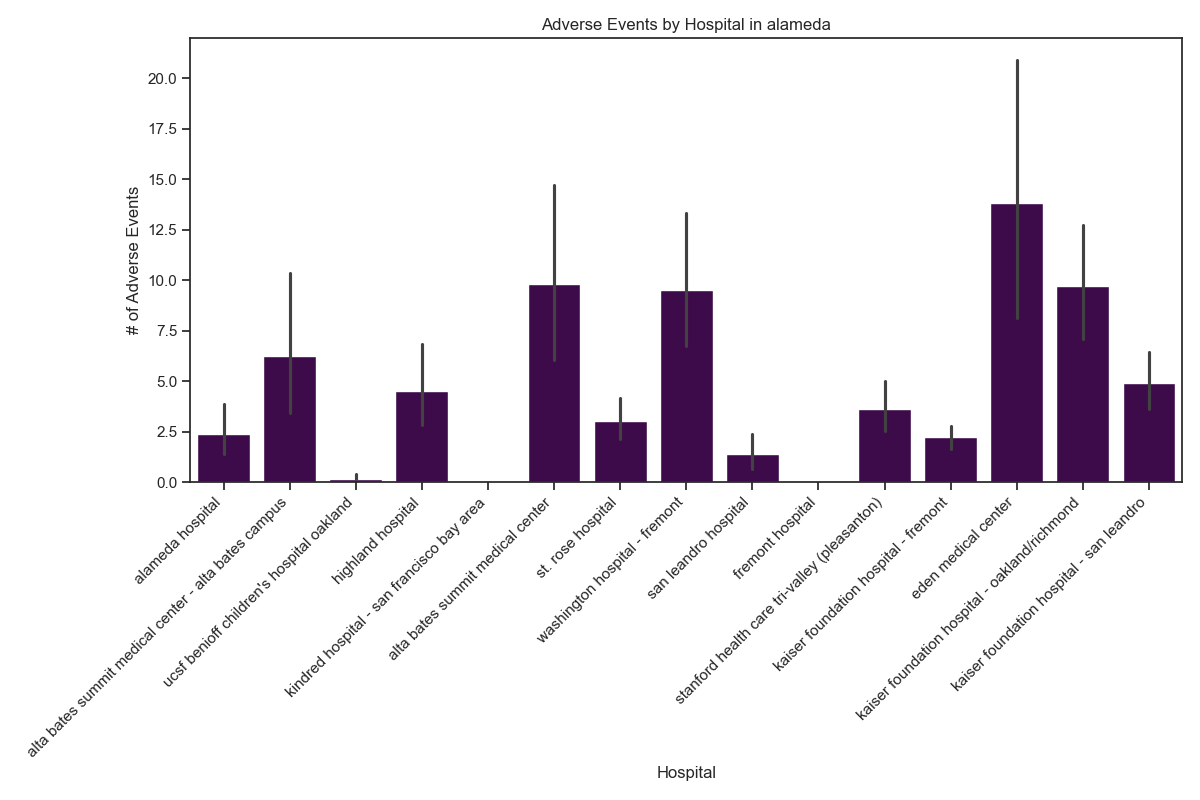 Adverse Events by Hospital in alameda
# of Adverse Events
20.0
17.5
15.0
12.5
10.0
7.5
5.0
2.5
0.0
alameda hospital
alta bates summit medical center - alta bates campus
ucsf benioff children's hospital oakland
highland hospital
kindred hospital - san francisco bay area
alta bates summit medical center
st. rose hospital
washington hospital - fremont
san leandro hospital
fremont hospital
stanford health care tri-valley (pleasanton)
kaiser foundation hospital - fremont
eden medical center
kaiser foundation hospital - oakland/richmond
kaiser foundation hospital - san leandro
Hospital